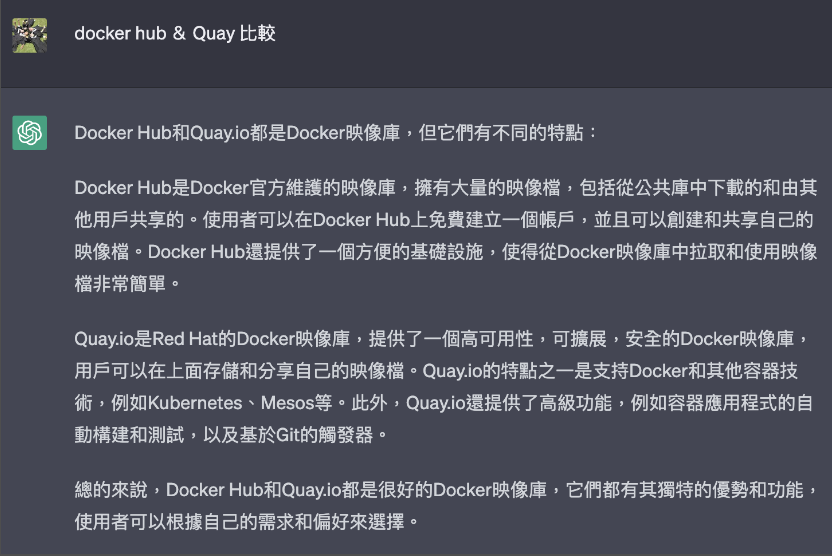 docker hub & Quay 比較
Docker Hub和Quay.io都是Docker映像庫，但它們有不同的特點：
Docker Hub是Docker官方維護的映像庫，擁有大量的映像檔，包括從公共庫中下載的和由其
他用戶共享的。使用者可以在Docker Hub上免費建立一個帳戶，並且可以創建和共享自己的
映像檔。Docker Hub還提供了一個方便的基礎設施，使得從Docker映像庫中拉取和使用映像
檔非常簡單。
Quay.io是Red Hat的Docker映像庫，提供了一個高可用性，可擴展，安全的Docker映像庫，
用戶可以在上面存儲和分享自己的映像檔。Quay.io的特點之一是支持Docker和其他容器技
術，例如Kubernetes、Mesos等。此外，Quay.io還提供了高級功能，例如容器應用程式的自
動構建和測試，以及基於Git的觸發器。
總的來說，Docker Hub和Quay.io都是很好的Docker映像庫，它們都有其獨特的優勢和功能，
使用者可以根據自己的需求和偏好來選擇。